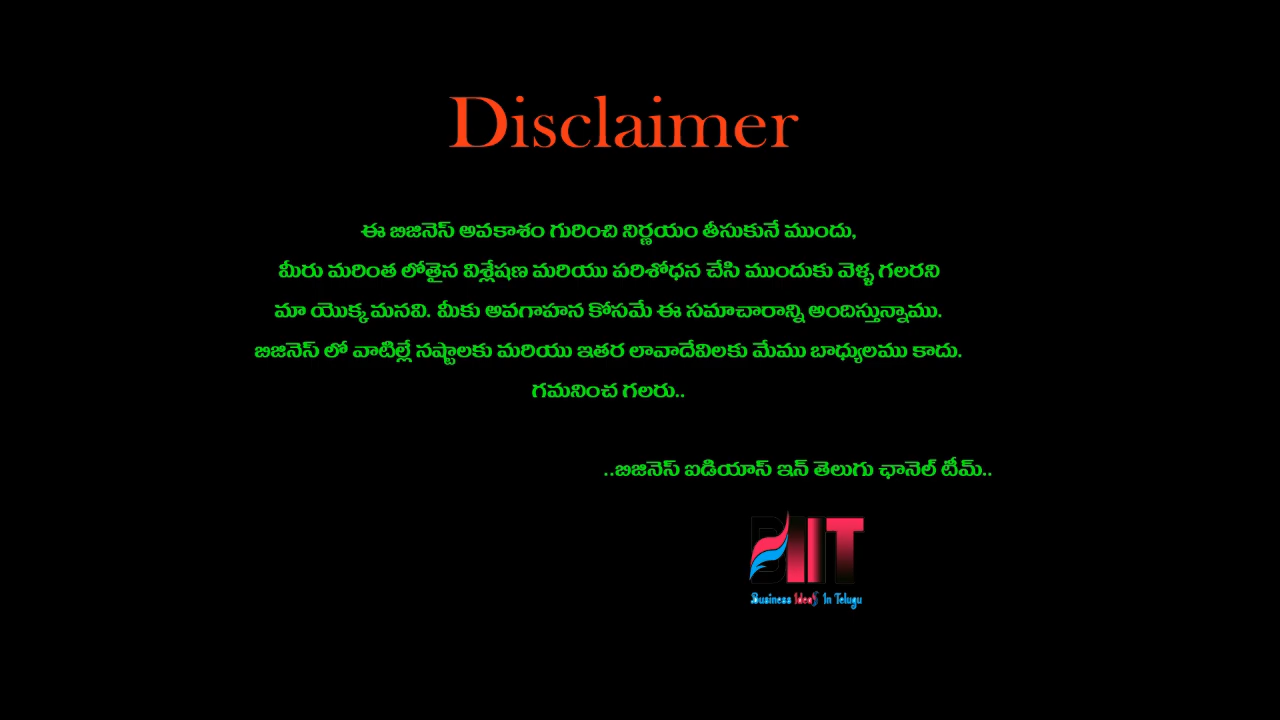 Disclaimer
ఈ బిజినెస్ అవకాశం గురించి నిర్ణయం తీసుకునే ముందు,
మీరు మరింత లోతైన విశ్లేషణ మరియు పరిశోధన చేసి ముందుకు వెళ్ళ గలరని
మా యొక్క మనవి. మీకు అవగాహన కోసమే ఈ సమాచారాన్ని అందిస్తున్నాము.
బిజినెస్ లో వాటిల్లే నష్టాలకు మరియు ఇతర లావాదేవిలకు మేము బాధ్యులము కాదు.
గమనించ గలరు..
..బిజినెస్ ఐడియాస్ ఇన్ తెలుగు ఛానెల్ టీమ్..
BIIT
Business IdeaS In Telugu